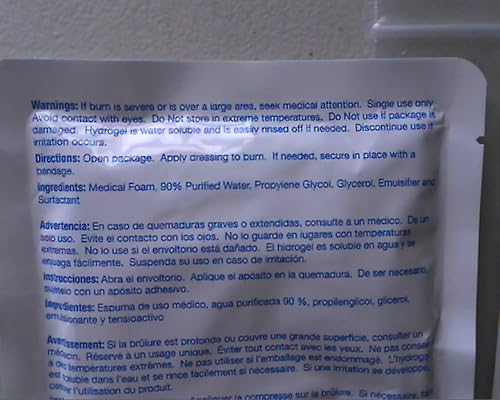 Warnings: If burn is severe or is over a large area, seek medical attention. Single use only.
Avoid contact with eyes. Do Not store in extreme temperatures. Do Not use if package is
damaged. Hydrogel is water soluble and is easily rinsed off if needed. Discontinue use if
irritation occurs.
Directions: Open package. Apply dressing to burn. If needed, secure in place with a
bandage.
Ingredients: Medical Foam, 90% Purified Water, Propylene Glycol, Glycerol, Emulsifier and
Surfactant
Advertencia: En caso de quemaduras graves o extendidas, consulte a un médico. De un
solo uso. Evite el contacto con los ojos. No lo guarde en lugares con temperaturas
extremas. No lo use si el envoltorio está dañado. El hidrogel es soluble en agua y se
enjuaga fácilmente. Suspenda su uso en caso de irritación.
Instrucciones: Abra el envoltorio. Aplique el apósito en la quemadura. De ser necesario,
sujételo con un apósito adhesivo.
Ingredientes: Espuma de uso médico, agua purificada 90 %, propilenglicol, glicerol,
emulsionante y tensioactivo
Avertissement: Si la brûlure est profonde ou couvre une grande superficie, consulter un
médecin. Réservé à un usage unique. Éviter tout contact avec les yeux. Ne pas conserver
à des températures extrêmes. Ne pas utiliser si l'emballage est endommagé. L'hydrogel
est soluble dans l'eau et se rince facilement si nécessaire. Si une irritation se développe,
cesser l'utilisation du produit.
Appliquer la compresse sur la brûlure. Si nécessaire,